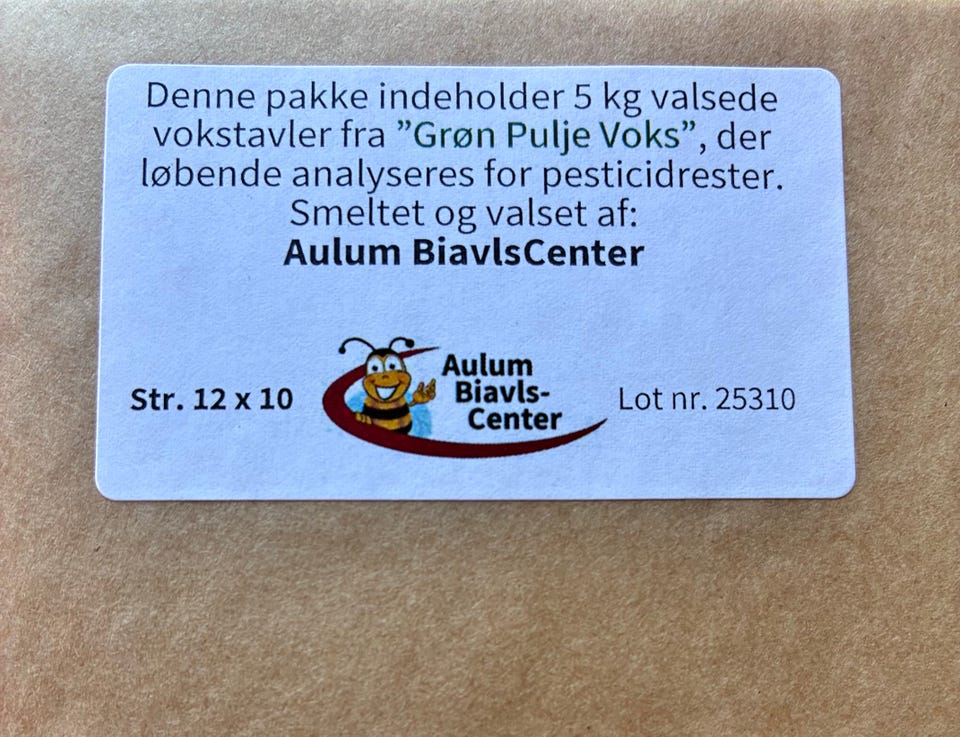 Denne pakke indeholder 5 kg valsede
vokstavler fra ”Grøn Pulje Voks”, der
løbende analyseres for pesticidrester.
Smeltet og valset af:
Aulum BiavlsCenter
Str. 12 x 10
Aulum
Biavls-
Center
Lot nr. 25310